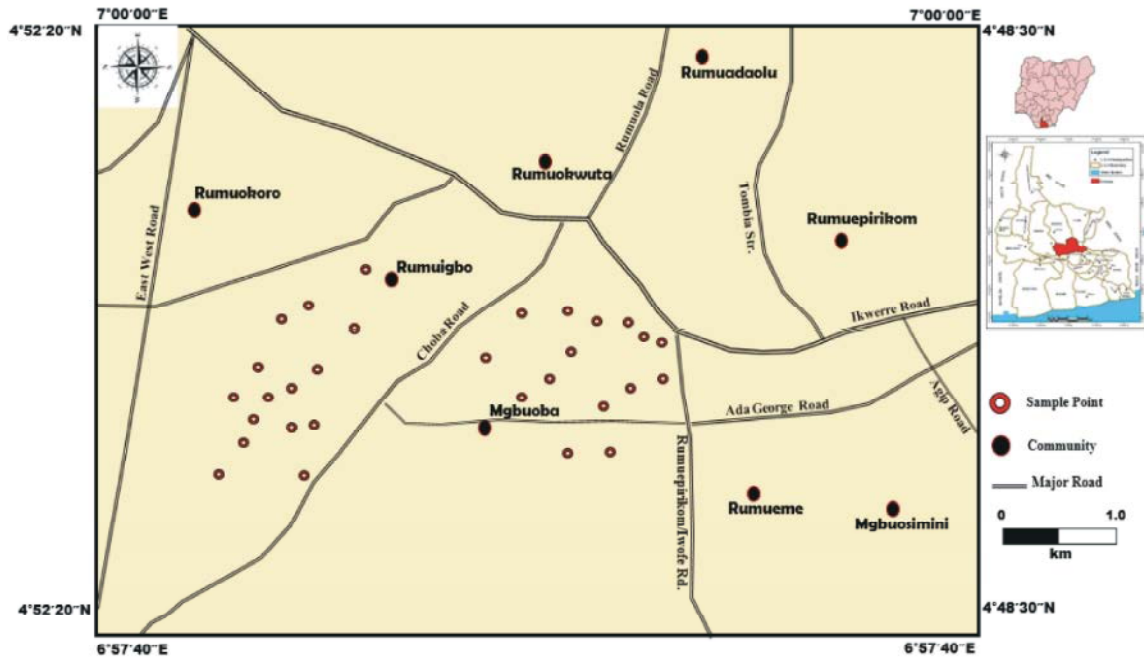 7°00′00″E
7°00′00″E
4°52′20″N
4°48′30″N
Rumuadaolu
Rumuola Road
Rumuokwuta
Rumuokoro
Tombia Str.
Rumuepirikom
East West Road
Rumuigbo
Choba Road
Ikwerre Road
Legend
Agip Road
Mgbuoba
Ada George Road
Rumuepirikom/Iwofe Rd.
Rumueme
Mgbuosimini
Sample Point
Community
Major Road
0 1.0
km
4°52′20″N
4°48′30″N
6°57′40″E
6°57′40″E